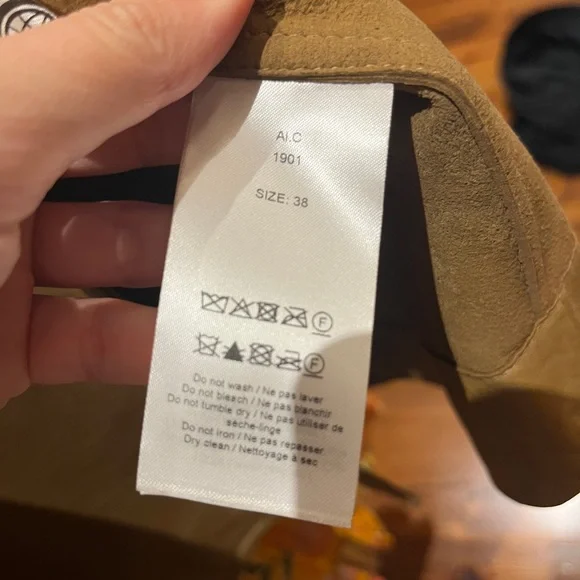 AI.C
1901
SIZE: 38
F
F
Do not wash / Ne pas laver
Do not bleach / Ne pas blanchir
Do not tumble dry / Ne pas utiliser de
sèche-linge
Do not iron / Ne pas repasser
Dry clean / Nettoyage à sec